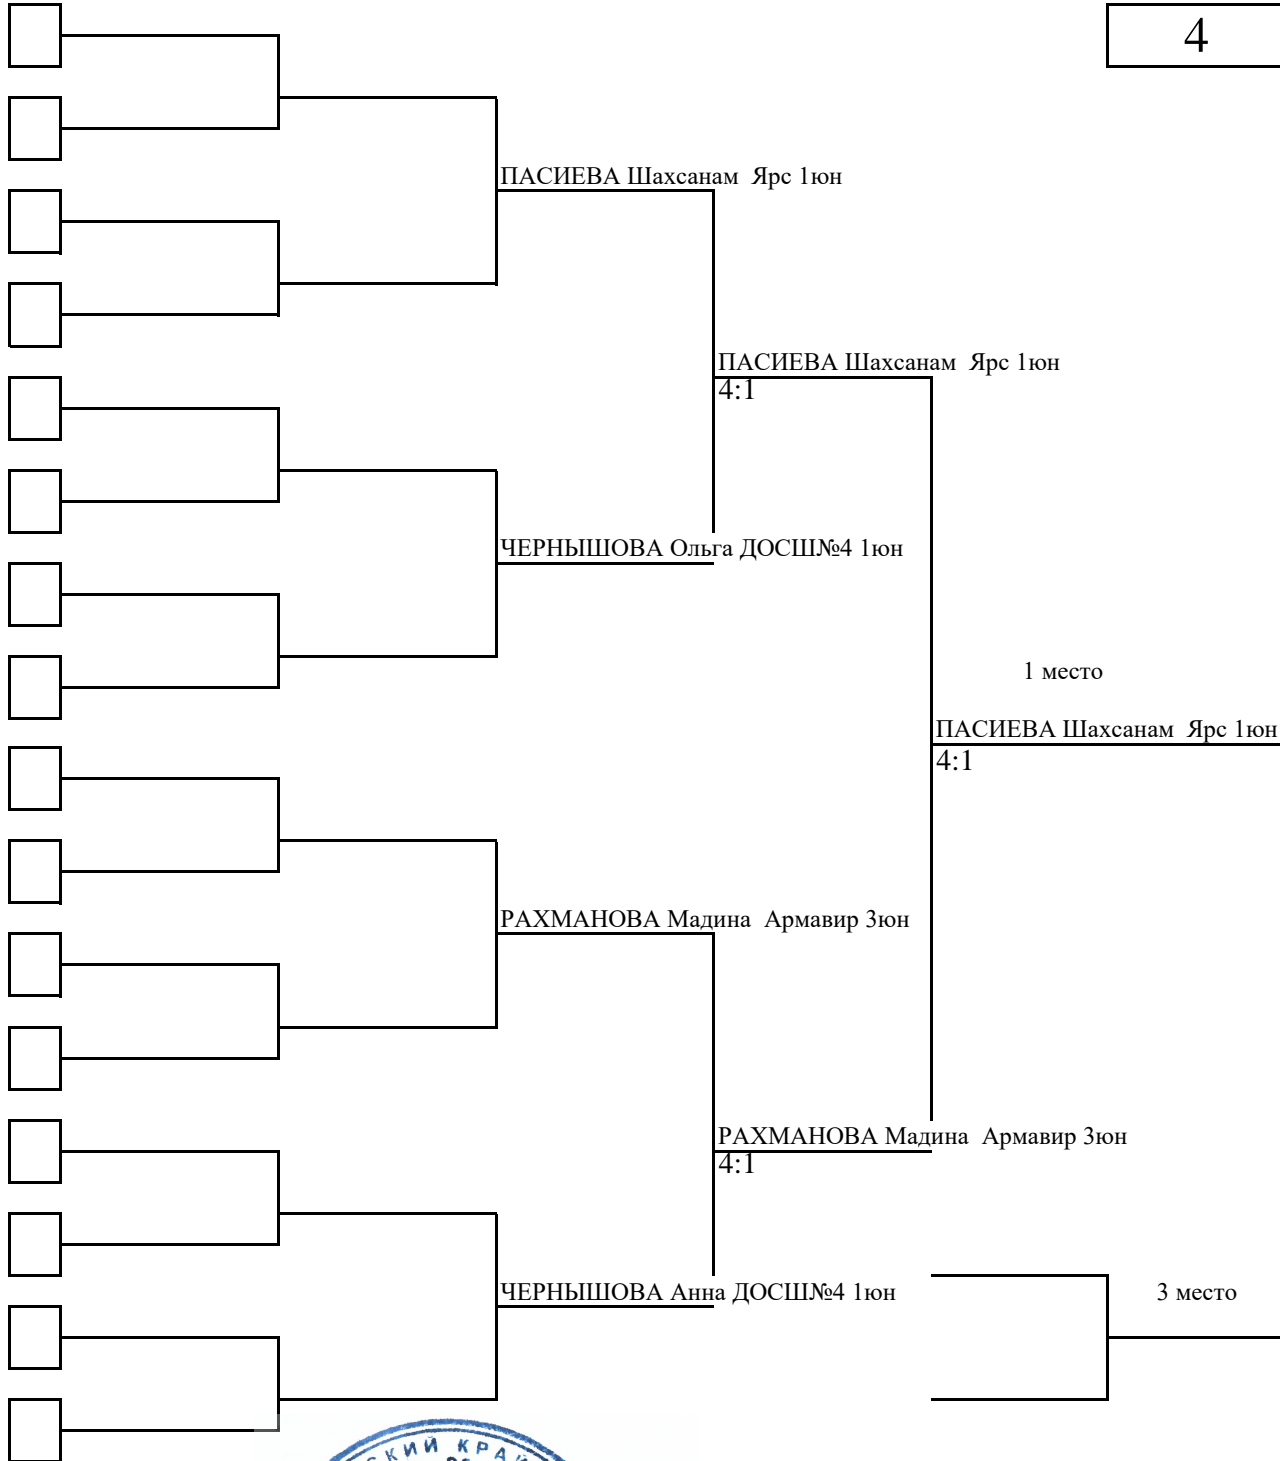 4
ПАСИЕВА Шахсанам Ярс 1юн
ПАСИЕВА Шахсанам Ярс 1юн
4:1
ЧЕРНЫШОВА Ольга ДОСШ№4 1юн
1 место
ПАСИЕВА Шахсанам Ярс 1юн
4:1
РАХМАНОВА Мадина Армавир 3юн
РАХМАНОВА Мадина Армавир 3юн
4:1
ЧЕРНЫШОВА Анна ДОСШ№4 1юн
3 место